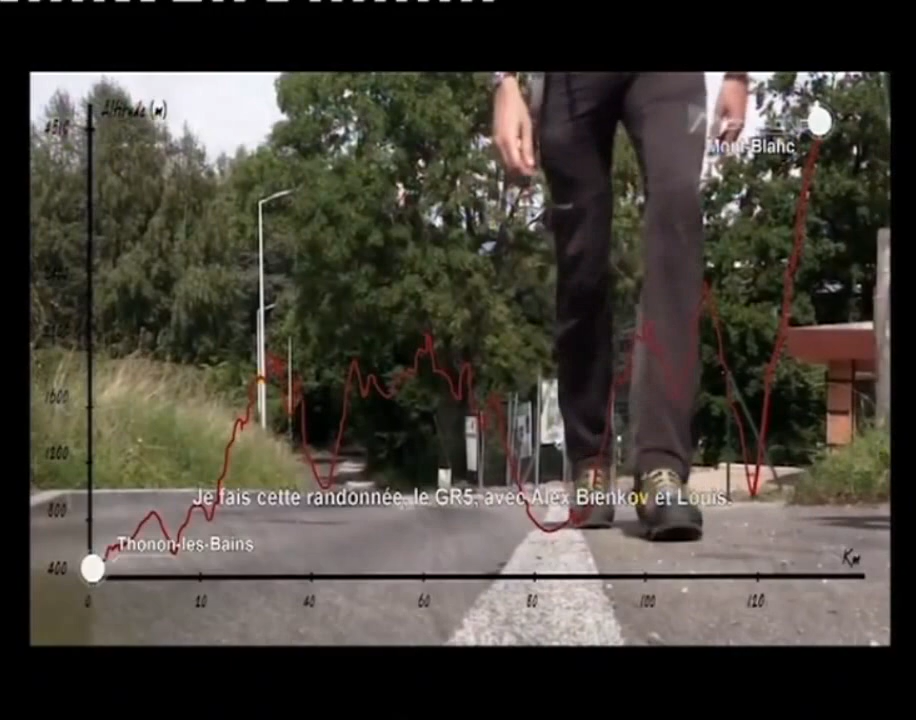 Altitude (m)
Mont-Blanc
1600
1200
800
Je fais cette randonnée, le GR5, avec Alex Bienkov et Louis.
Thonon-les-Bains
400
Km
0 20 40 60 80 100 120